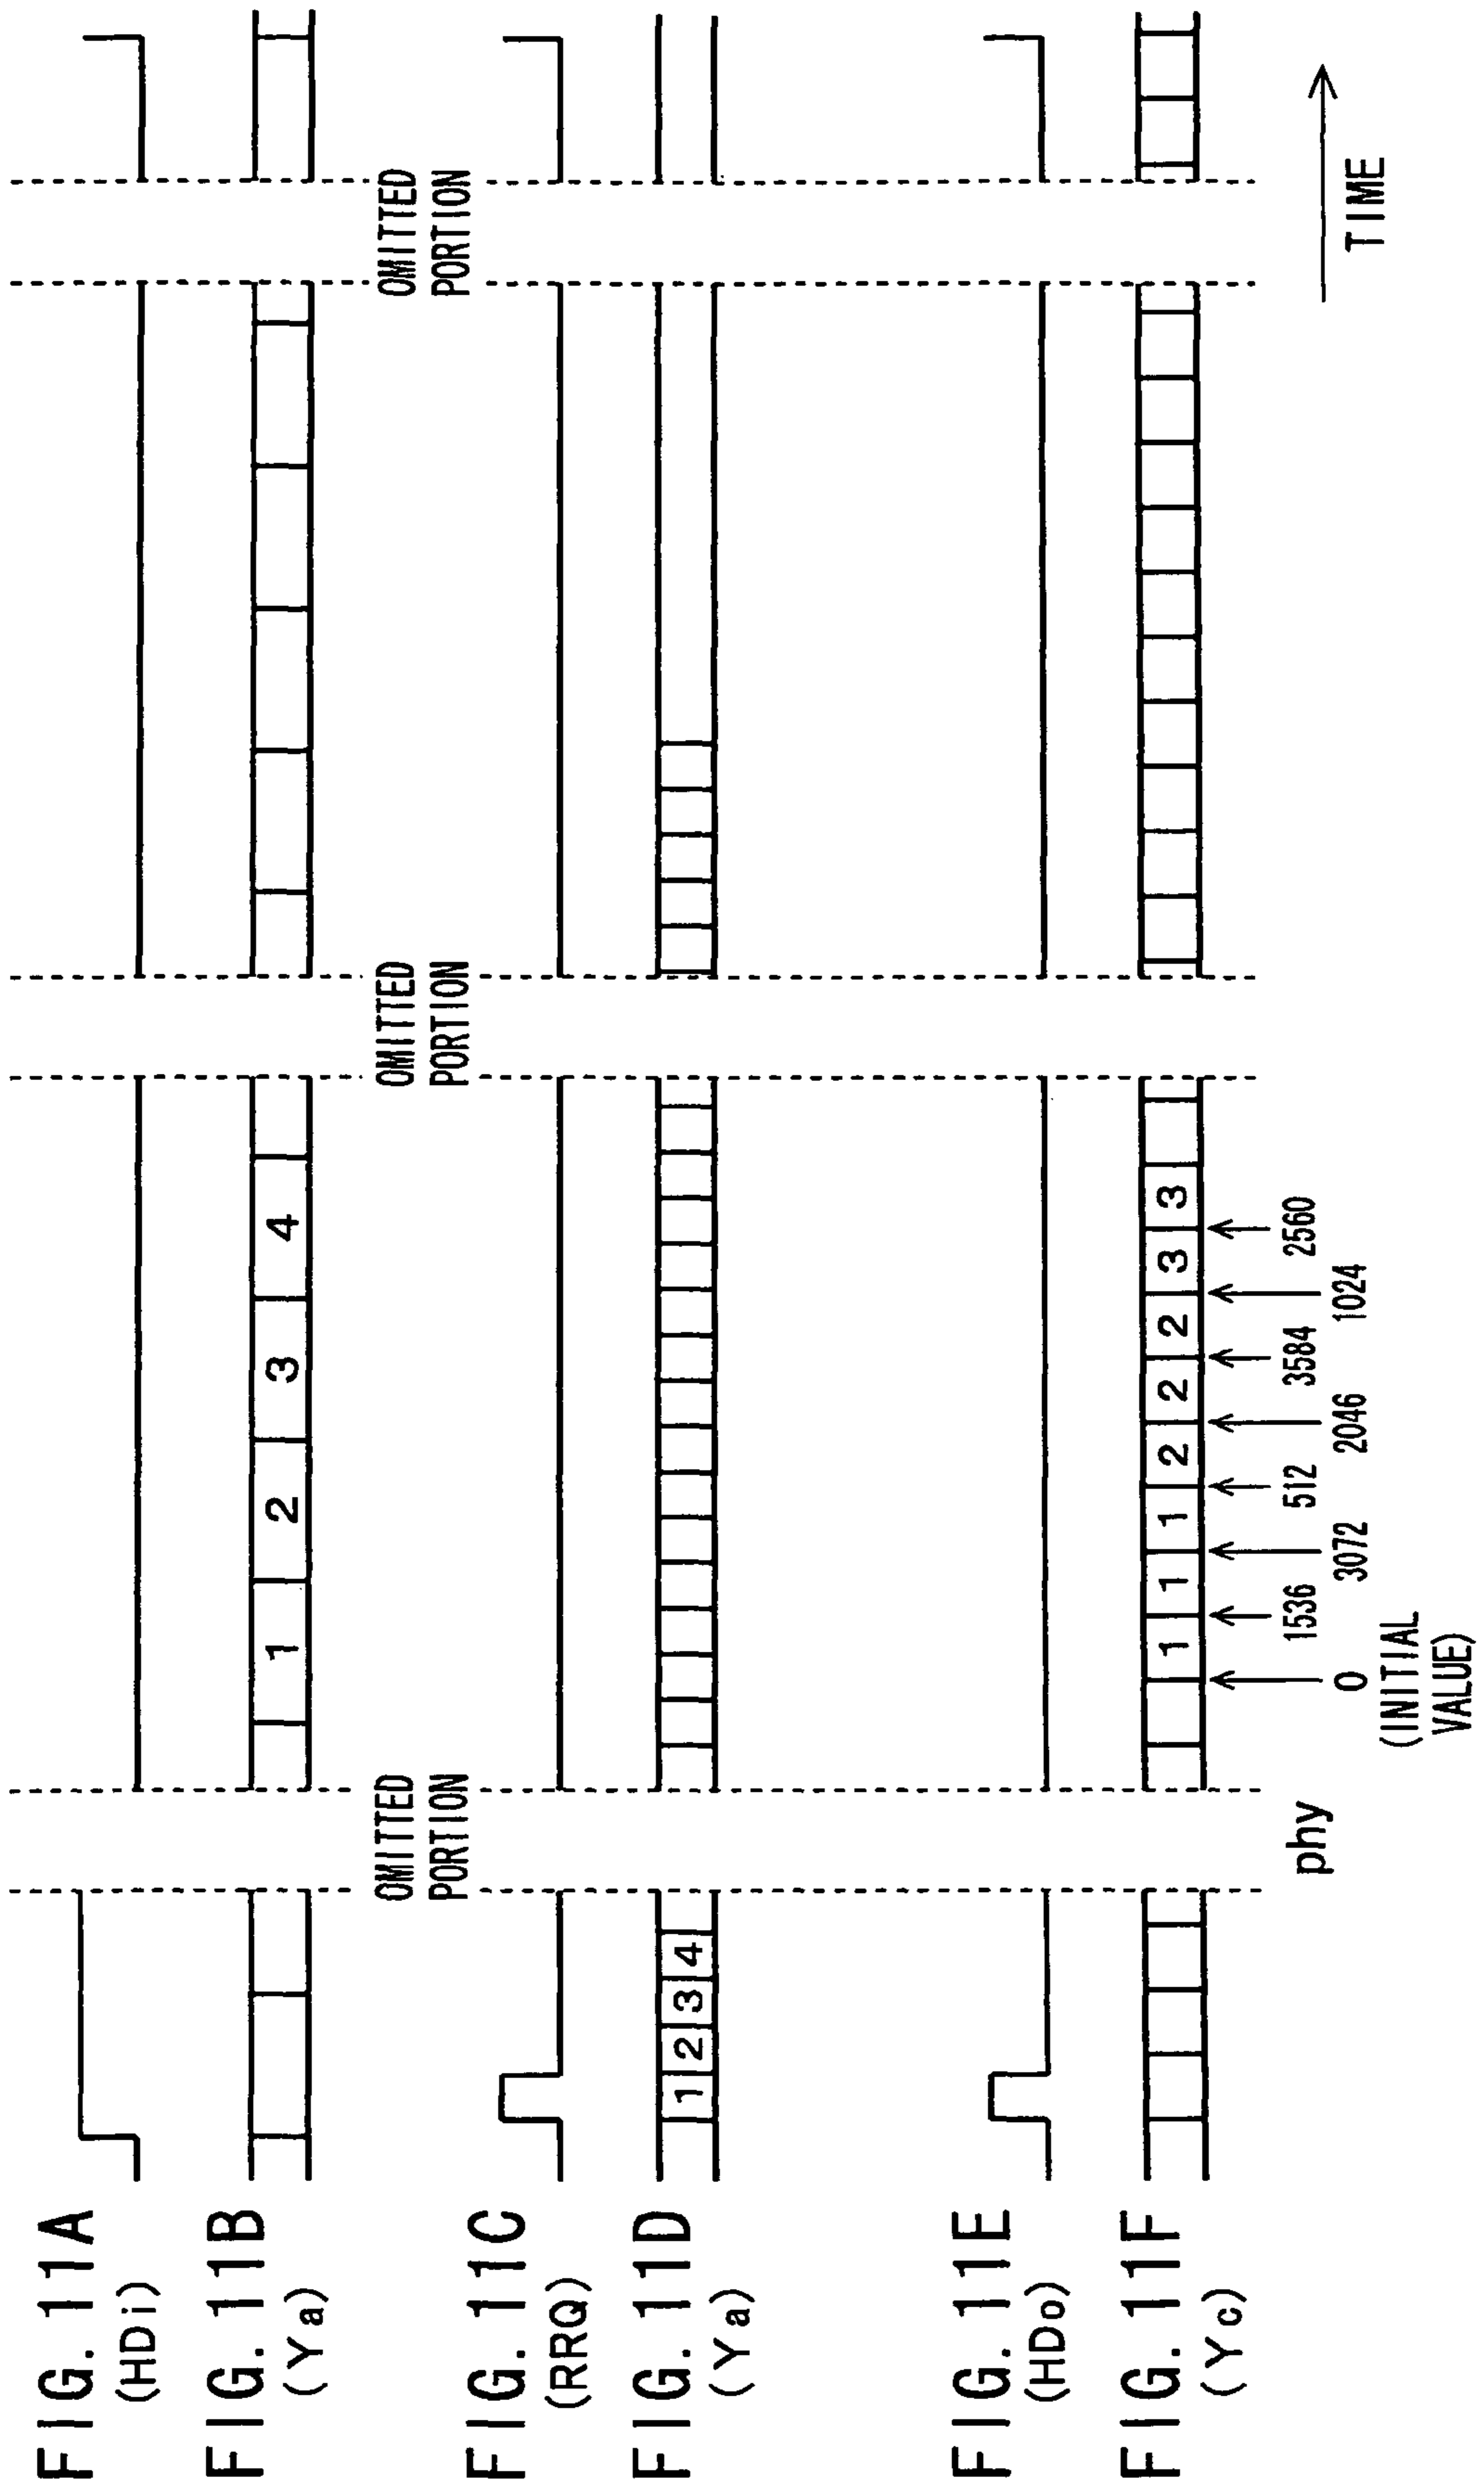 FIG. 11A
(HDi)
FIG. 11B
(Ya)
1 2 3 4
OMITTED
PORTION
OMITTED
PORTION
OMITTED
PORTION
FIG. 11C
(RRQ)
FIG. 11D
(Ya)
1 2 3 4
FIG. 11E
(HDo)
FIG. 11F
(Yc)
1 1 1 2 2 2 3 3
phy
1536 512 3584 2560
0 3072 2046 1024
(INITIAL
VALUE)
TIME